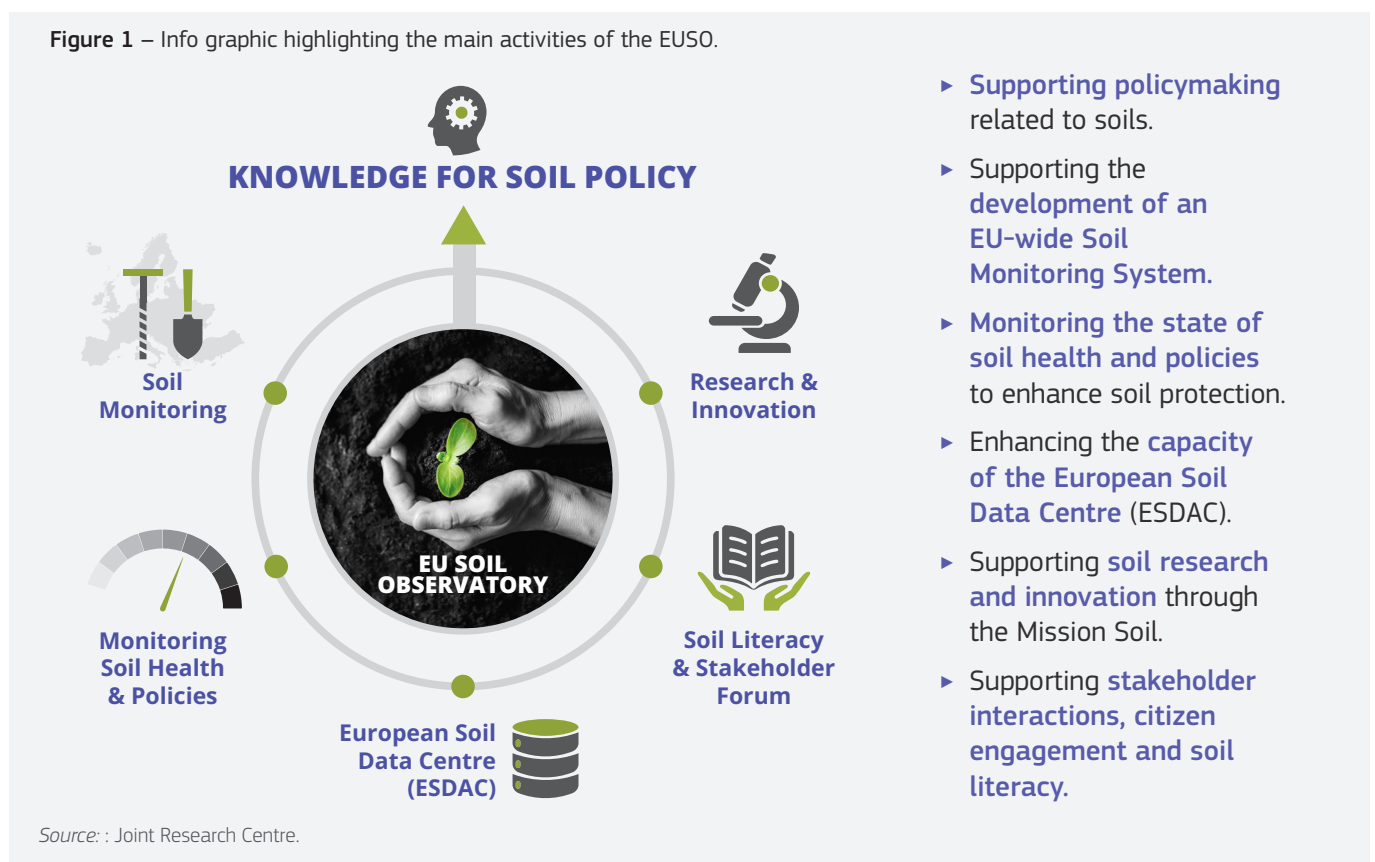 Figure 1 – Info graphic highlighting the main activities of the EUSO.
KNOWLEDGE FOR SOIL POLICY
Soil
Monitoring
Research &
Innovation
EU SOIL
OBSERVATORY
Monitoring
Soil Health
& Policies
Soil Literacy
& Stakeholder
Forum
European Soil
Data Centre
(ESDAC)
▸ Supporting policymaking
related to soils.
▸ Supporting the
development of an
EU-wide Soil
Monitoring System.
▸ Monitoring the state of
soil health and policies
to enhance soil protection.
▸ Enhancing the capacity
of the European Soil
Data Centre (ESDAC).
▸ Supporting soil research
and innovation through
the Mission Soil.
▸ Supporting stakeholder
interactions, citizen
engagement and soil
literacy.
Source: : Joint Research Centre.